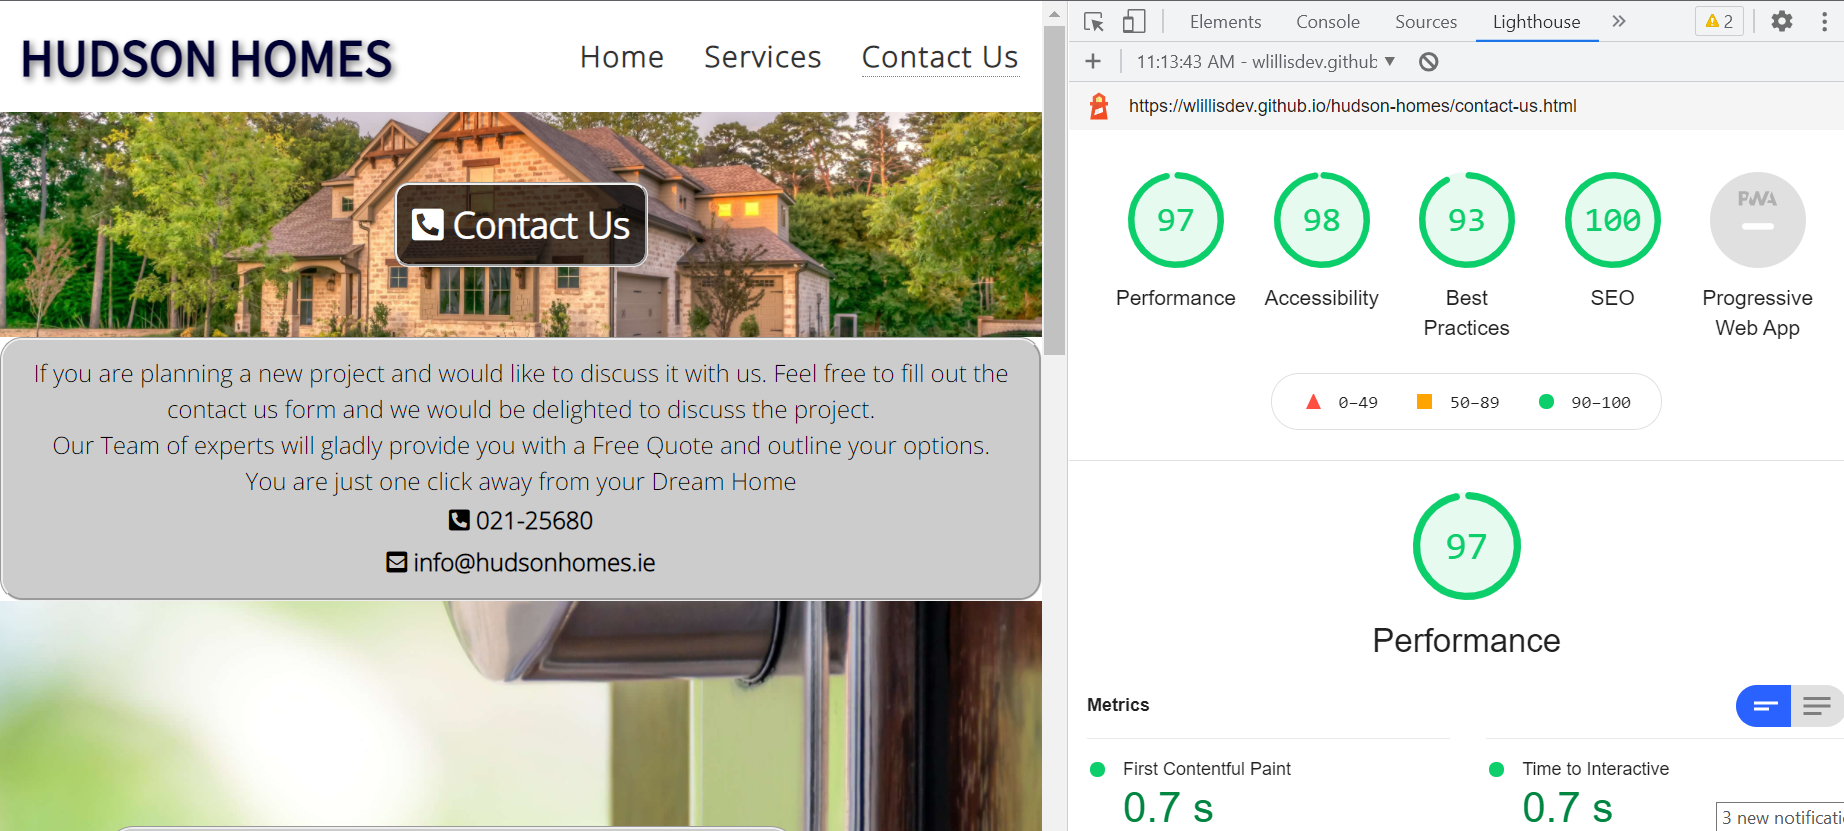 HUDSON HOMES
Home Services Contact Us
Contact Us
If you are planning a new project and would like to discuss it with us. Feel free to fill out the
contact us form and we would be delighted to discuss the project.
Our Team of experts will gladly provide you with a Free Quote and outline your options.
You are just one click away from your Dream Home
021-25680
info@hudsonhomes.ie
Elements Console Sources Lighthouse » 2
11:13:43 AM - wlillisdev.github
https://wlillisdev.github.io/hudson-homes/contact-us.html
97 98 93 100 PWA
Performance Accessibility Best Practices SEO Progressive Web App
0–49 50–89 90–100
97
Performance
Metrics
First Contentful Paint
0.7 s
Time to Interactive
0.7 s
3 new notificati